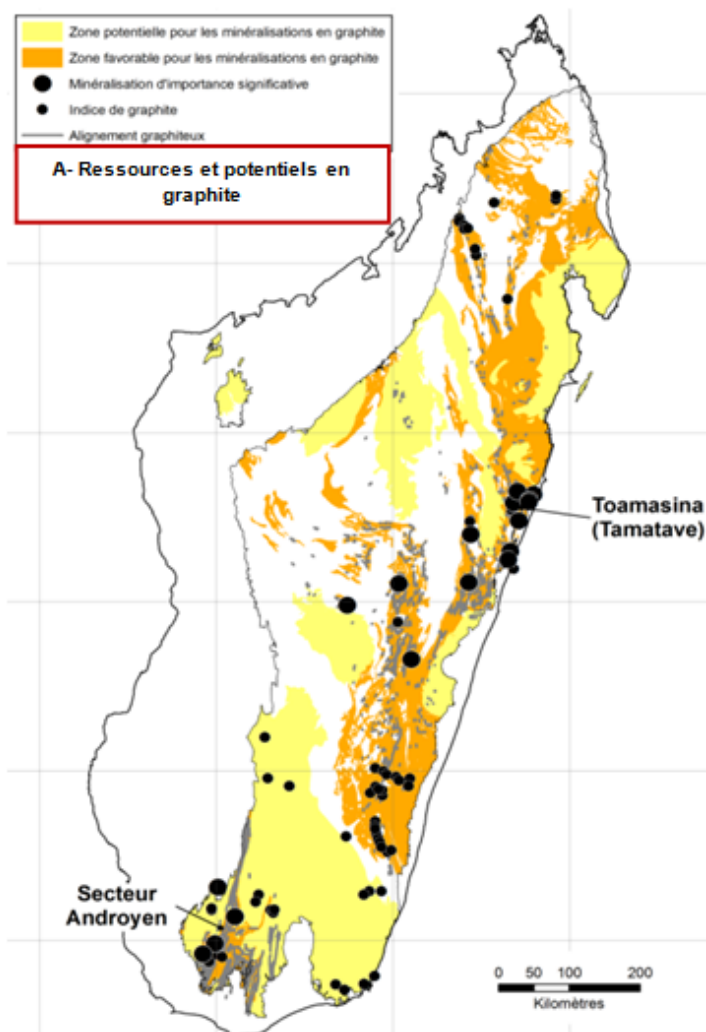 Zone potentielle pour les minéralisations en graphite
Zone favorable pour les minéralisations en graphite
Minéralisation d'importance significative
Indice de graphite
Alignement graphiteux
A- Ressources et potentiels en
graphite
Toamasina
(Tamatave)
Secteur
Androyen
0 50 100 200
Kilomètres